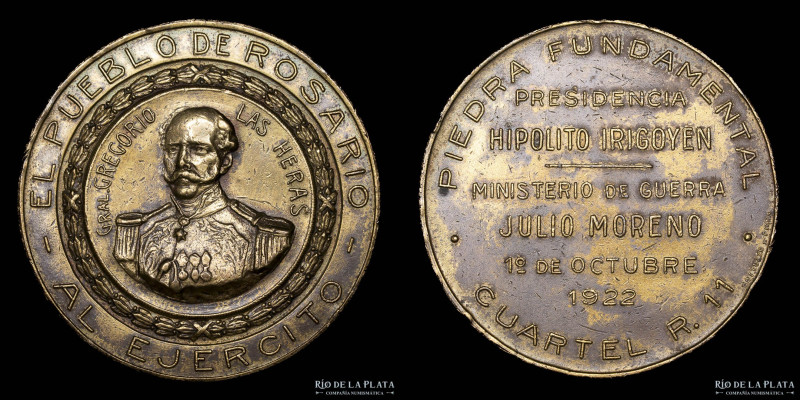 EL PUEBLO DE ROSARIO
- AL EJERCITO -
GRAL GREGORIO LAS HERAS
PIEDRA FUNDAMENTAL
PRESIDENCIA
HIPOLITO IRIGOYEN
MINISTERIO DE GUERRA
JULIO MORENO
1º DE OCTUBRE
1922
CUARTEL R. 11
RÍO DE LA PLATA
COMPAÑÍA NUMISMÁTICA
RÍO DE LA PLATA
COMPAÑÍA NUMISMÁTICA